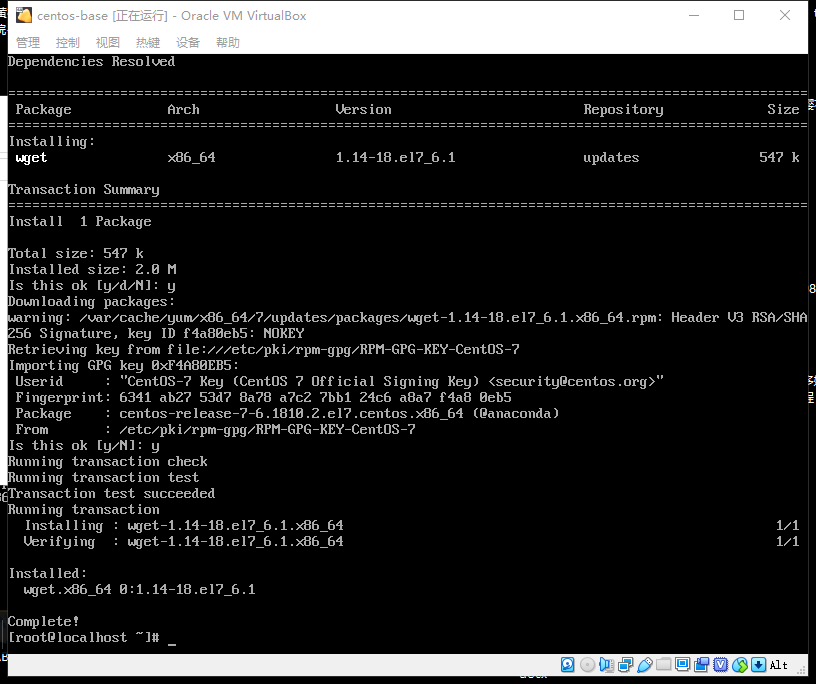 centos-base [正在运行] - Oracle VM VirtualBox
管理 控制 视图 热键 设备 帮助
Dependencies Resolved
================================================================================
Package Arch Version Repository Size
================================================================================
Installing:
wget x86_64 1.14-18.el7_6.1 updates 547 k
Transaction Summary
================================================================================
Install 1 Package
Total size: 547 k
Installed size: 2.0 M
Is this ok [y/d/N]: y
Downloading packages:
warning: /var/cache/yum/x86_64/7/updates/packages/wget-1.14-18.el7_6.1.x86_64.rpm: Header V3 RSA/SHA
256 Signature, key ID f4a80eb5: NOKEY
Retrieving key from file:///etc/pki/rpm-gpg/RPM-GPG-KEY-CentOS-7
Importing GPG key 0xF4A80EB5:
Userid : "CentOS-7 Key (CentOS 7 Official Signing Key) <security@centos.org>"
Fingerprint: 6341 ab27 53d7 8a78 a7c2 7bb1 24c6 a8a7 f4a8 0eb5
Package : centos-release-7-6.1810.2.el7.centos.x86_64 (@anaconda)
From : /etc/pki/rpm-gpg/RPM-GPG-KEY-CentOS-7
Is this ok [y/N]: y
Running transaction check
Running transaction test
Transaction test succeeded
Running transaction
Installing : wget-1.14-18.el7_6.1.x86_64 1/1
Verifying : wget-1.14-18.el7_6.1.x86_64 1/1
Installed:
wget.x86_64 0:1.14-18.el7_6.1
Complete!
[root@localhost ~]# _
Alt